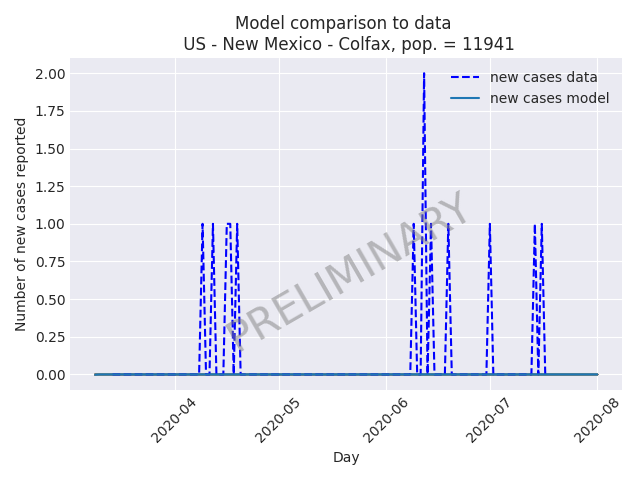 Model comparison to data
US - New Mexico - Colfax, pop. = 11941
new cases data
new cases model
Number of new cases reported
2.00
1.75
1.50
1.25
1.00
0.75
0.50
0.25
0.00
PRELIMINARY
2020-04
2020-05
2020-06
2020-07
2020-08
Day